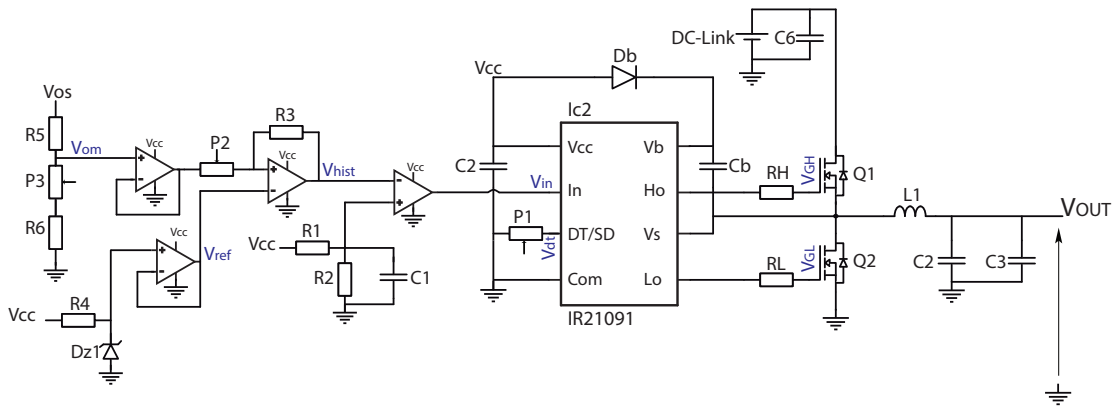 DC-Link
C6
Vcc
Db
Ic2
Vos
R5
Vom
Vcc
P2
R3
Vcc
Vhist
Vcc
C2
Vcc
Vb
Cb
VGH
Q1
P3
Vin
In
Ho
RH
L1
VOUT
R6
Vcc
Vref
Vcc
R1
P1
Vdt
DT/SD
Vs
VGL
Q2
R2
C1
Com
Lo
RL
C2
C3
Vcc
R4
IR21091
Dz1